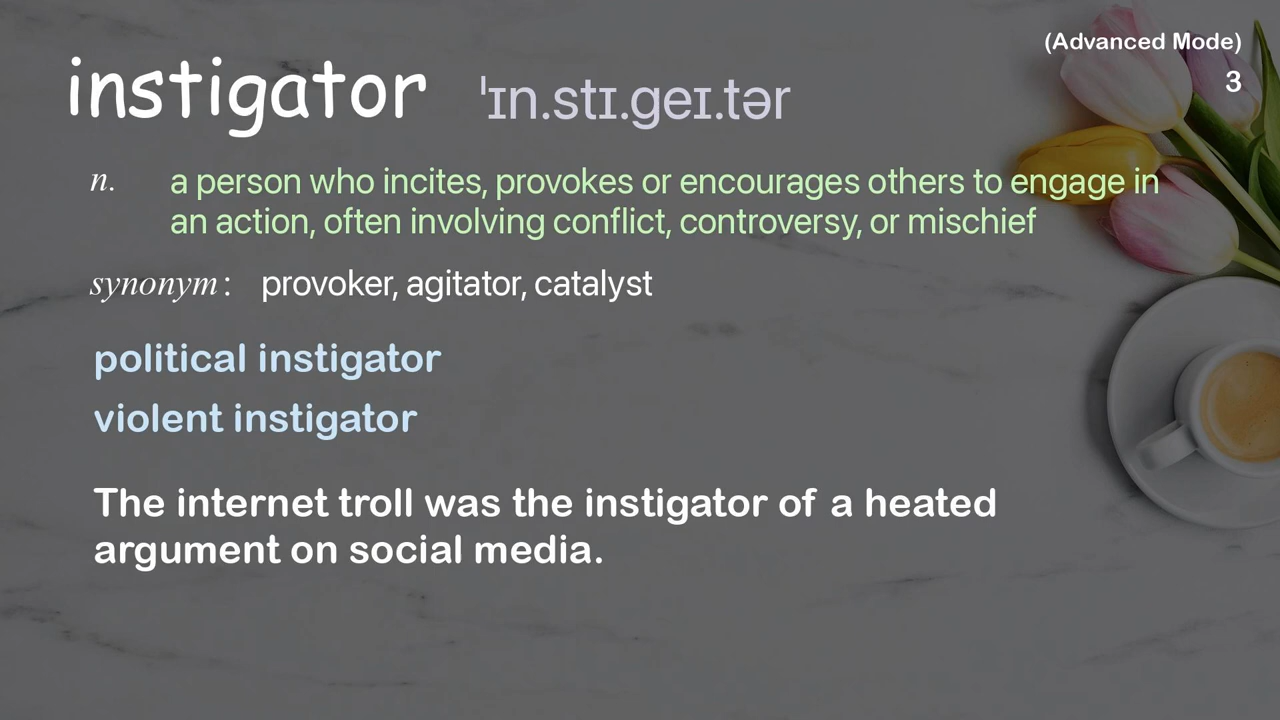 (Advanced Mode)
3
instigator ˈɪn.stɪ.ɡeɪ.tər
n. a person who incites, provokes or encourages others to engage in
an action, often involving conflict, controversy, or mischief
synonym: provoker, agitator, catalyst
political instigator
violent instigator
The internet troll was the instigator of a heated
argument on social media.